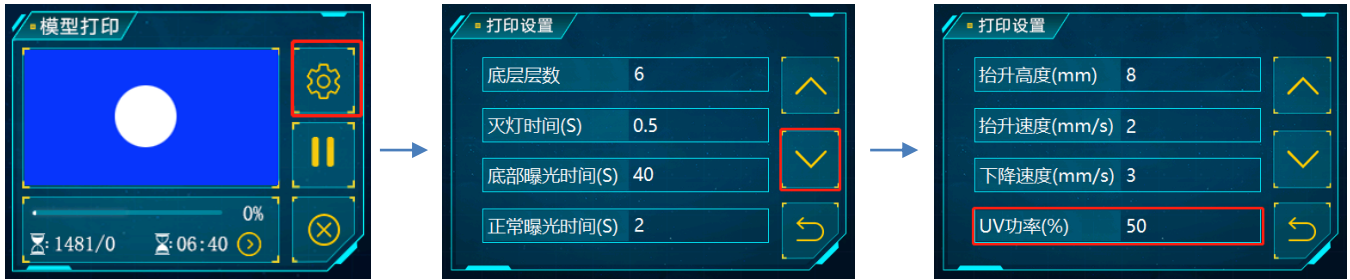 模型打印
0%
: 1481/0
: 06:40
打印设置
底层层数 6
灭灯时间(S) 0.5
底部曝光时间(S) 40
正常曝光时间(S) 2
打印设置
抬升高度(mm) 8
抬升速度(mm/s) 2
下降速度(mm/s) 3
UV功率(%) 50